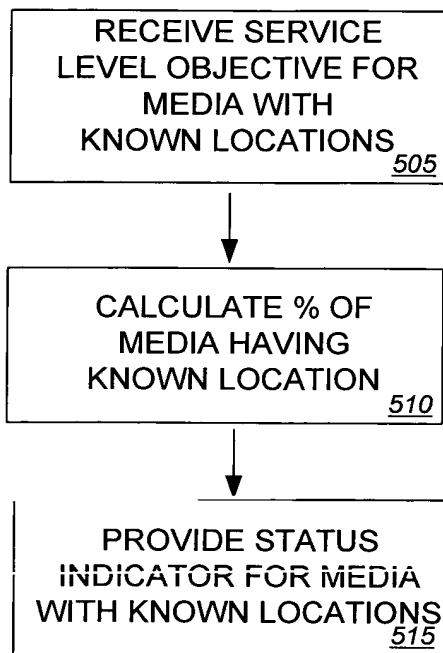 RECEIVE SERVICE
LEVEL OBJECTIVE FOR
MEDIA WITH
KNOWN LOCATIONS
505
CALCULATE % OF
MEDIA HAVING
KNOWN LOCATION
510
PROVIDE STATUS
INDICATOR FOR MEDIA
WITH KNOWN LOCATIONS
515